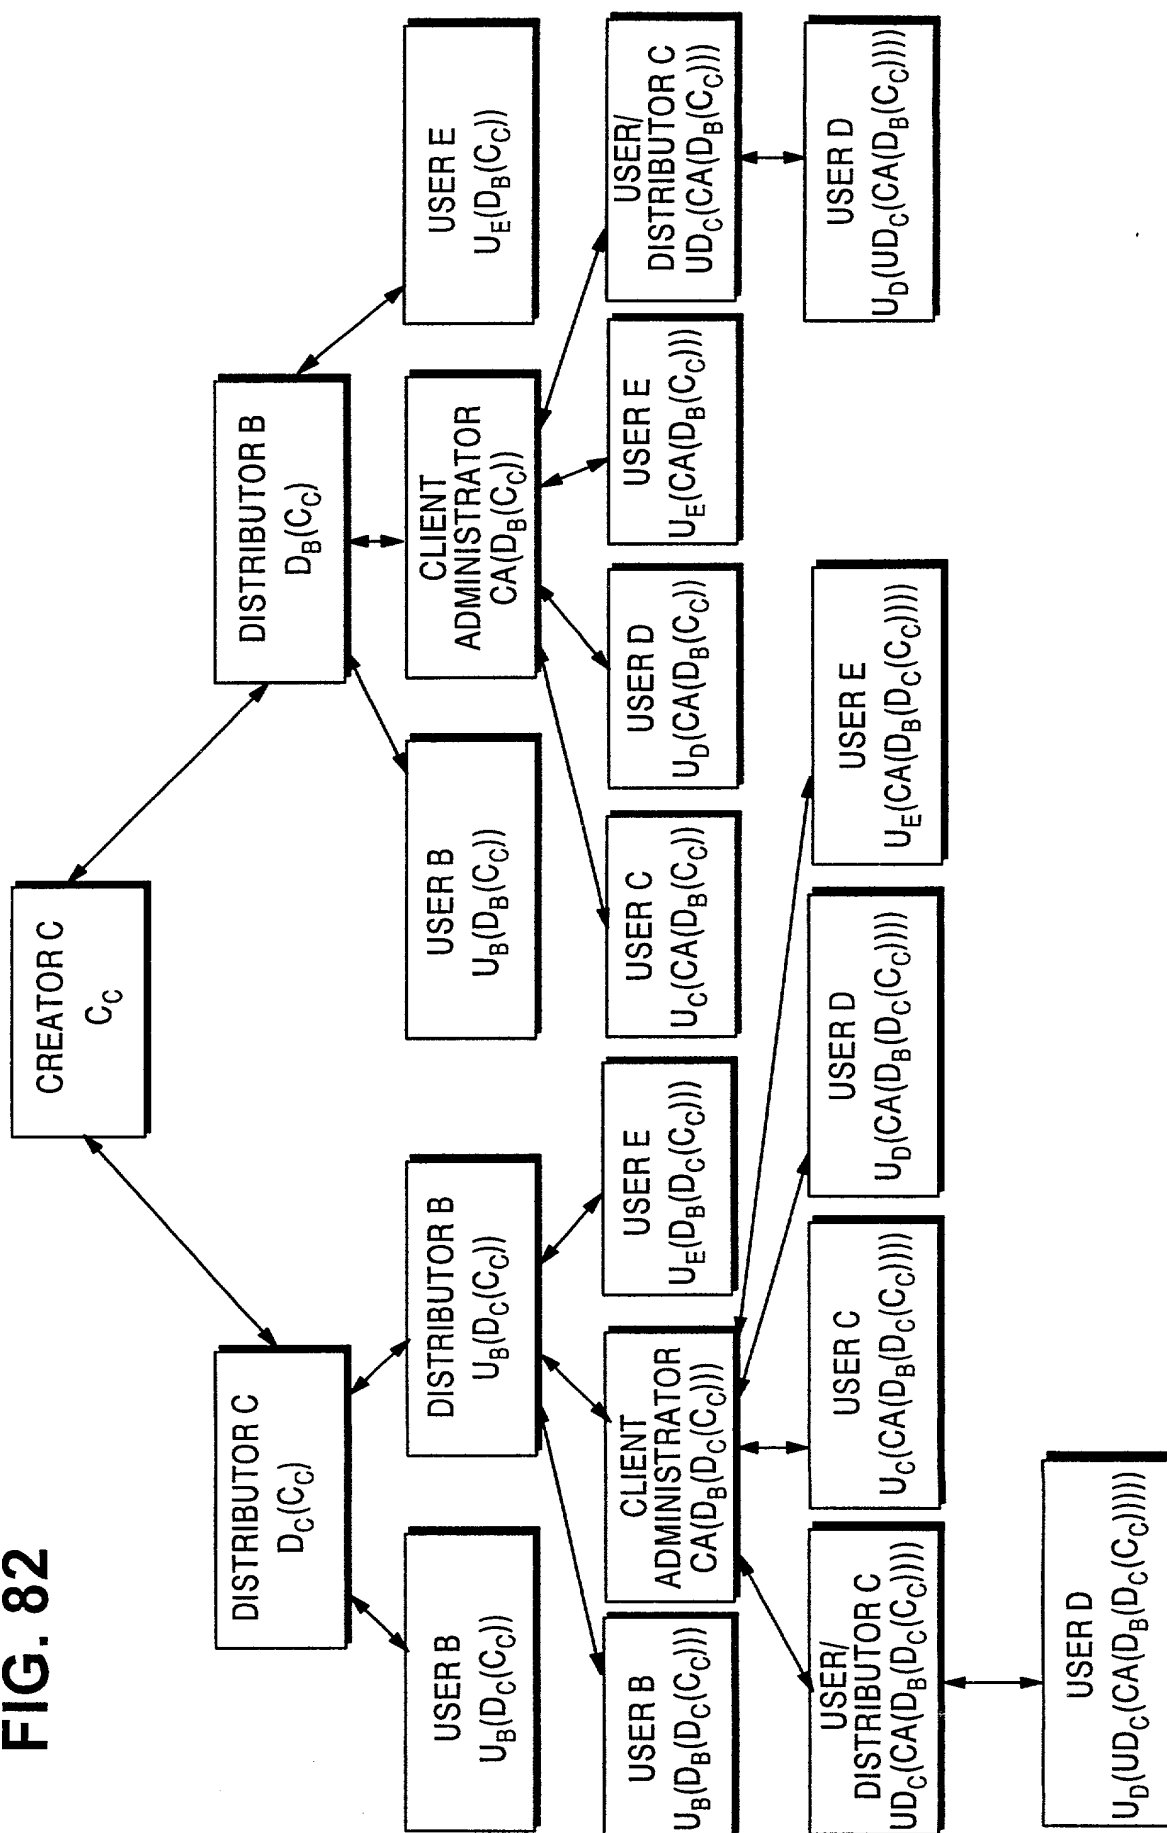 FIG. 82
CREATOR C
C_C
DISTRIBUTOR C
D_C(C_C)
DISTRIBUTOR B
D_B(C_C)
USER B
U_B(D_C(C_C))
DISTRIBUTOR B
U_B(D_C(C_C))
USER B
U_B(D_B(C_C))
CLIENT
ADMINISTRATOR
CA(D_B(C_C))
USER E
U_E(D_B(C_C))
USER B
U_B(D_B(D_C(C_C)))
CLIENT
ADMINISTRATOR
CA(D_B(D_C(C_C)))
USER E
U_E(D_B(D_C(C_C)))
USER C
U_C(CA(D_B(C_C))
USER D
U_D(CA(D_B(C_C))
USER E
U_E(CA(D_B(C_C)))
USER/
DISTRIBUTOR C
UD_C(CA(D_B(C_C)))
USER/
DISTRIBUTOR C
UD_C(CA(D_B(D_C(C_C))))
USER C
U_C(CA(D_B(D_C(C_C))))
USER D
U_D(CA(D_B(D_C(C_C))))
USER E
U_E(CA(D_B(D_C(C_C))))
USER D
U_D(UD_C(CA(D_B(C_C))))
USER D
U_D(UD_C(CA(D_B(D_C(C_C)))))